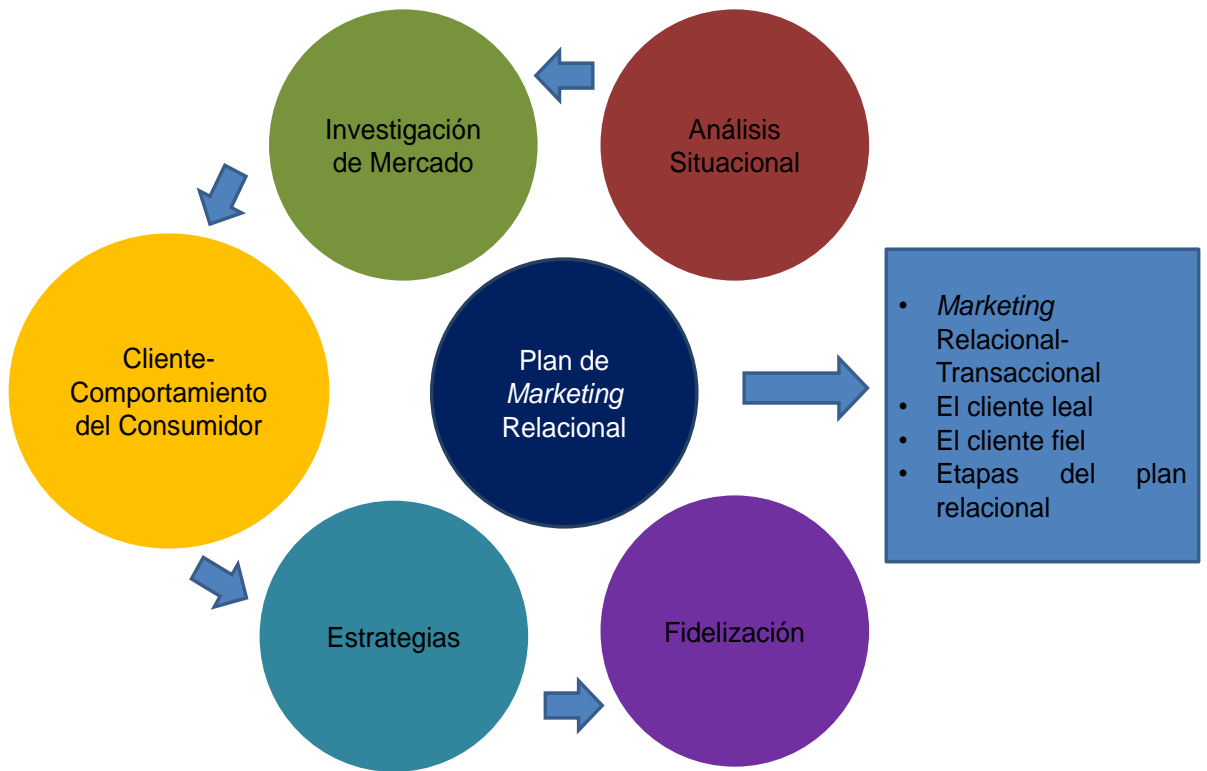 Investigación
de Mercado
Análisis
Situacional
Cliente-
Comportamiento
del Consumidor
Plan de
Marketing
Relacional
• Marketing
Relacional-
Transaccional
• El cliente leal
• El cliente fiel
• Etapas del plan
relacional
Estrategias
Fidelización